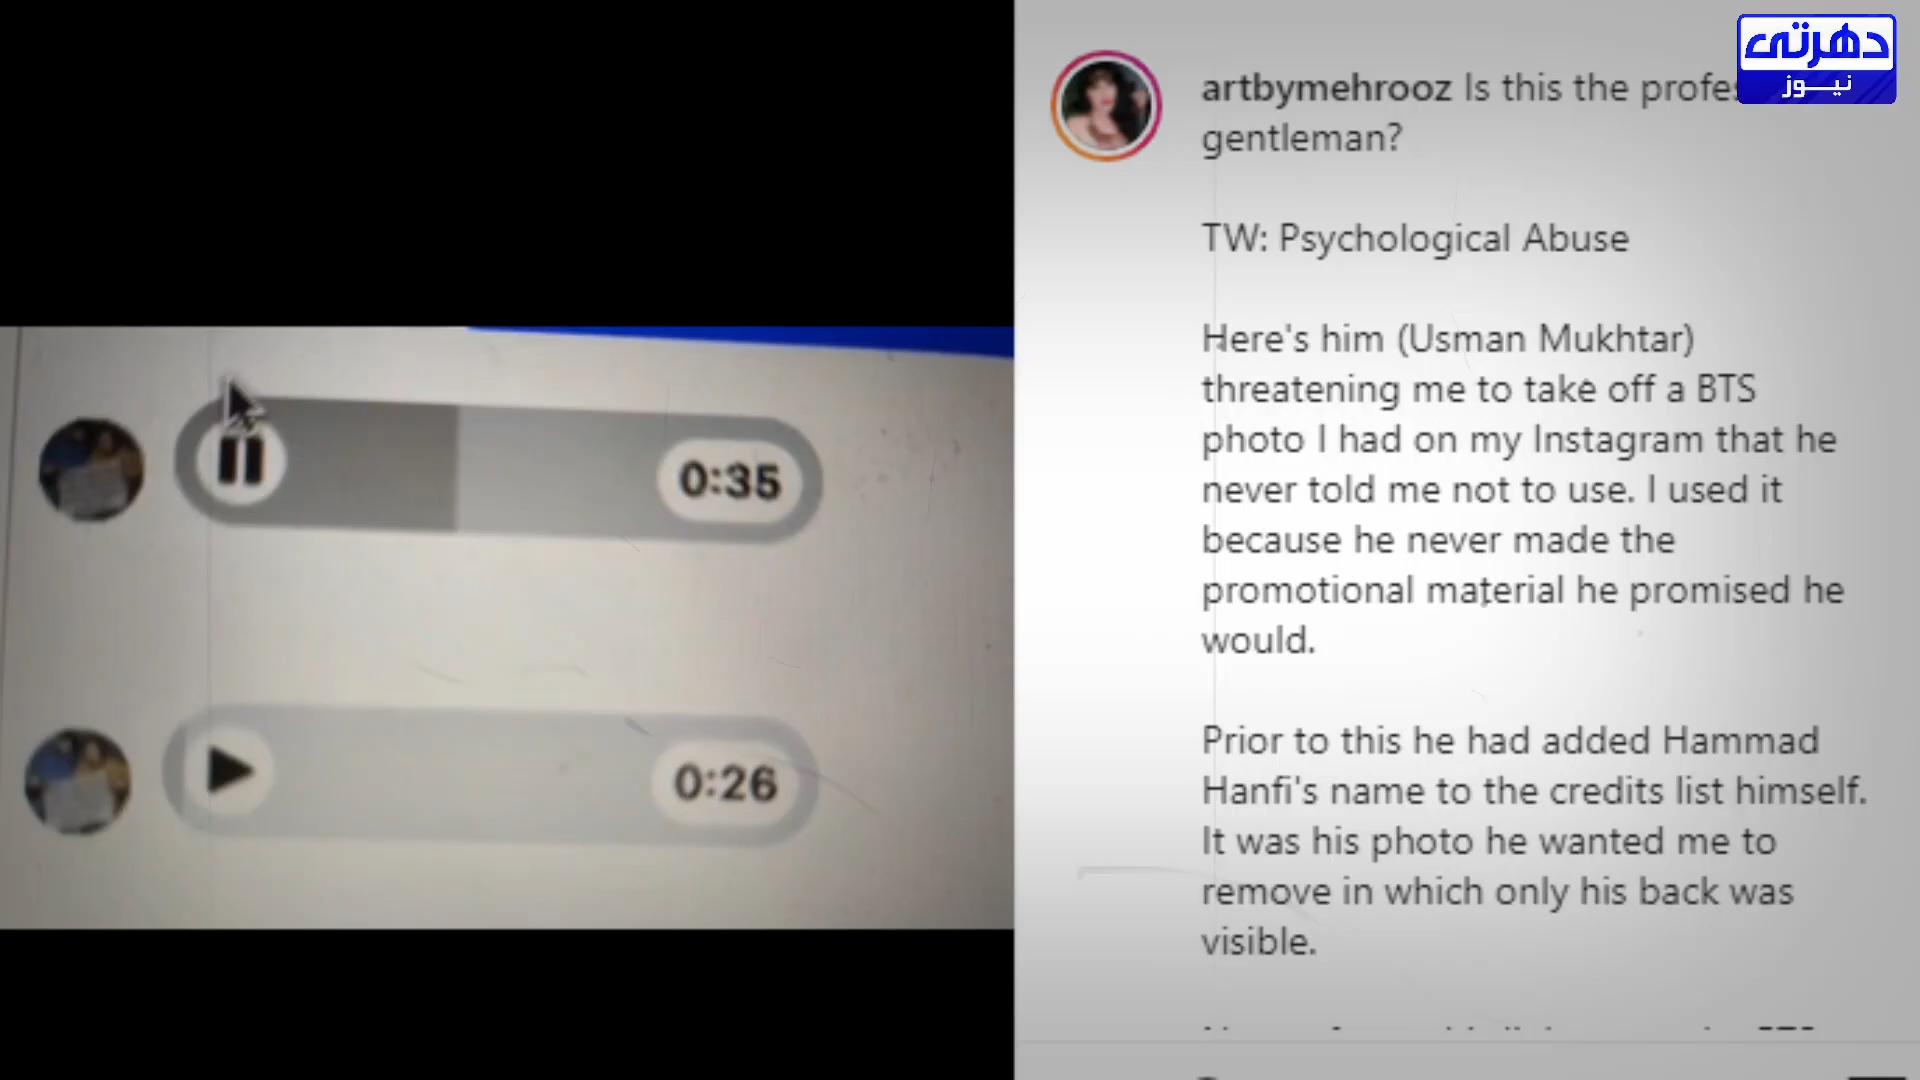 دھرتی
نیوز
artbymehrooz Is this the
gentleman?
TW: Psychological Abuse
Here's him (Usman Mukhtar)
threatening me to take off a BTS
photo I had on my Instagram that he
never told me not to use. I used it
because he never made the
promotional material he promised he
would.
Prior to this he had added Hammad
Hanfi's name to the credits list himself.
It was his photo he wanted me to
remove in which only his back was
visible.
0:35
0:26